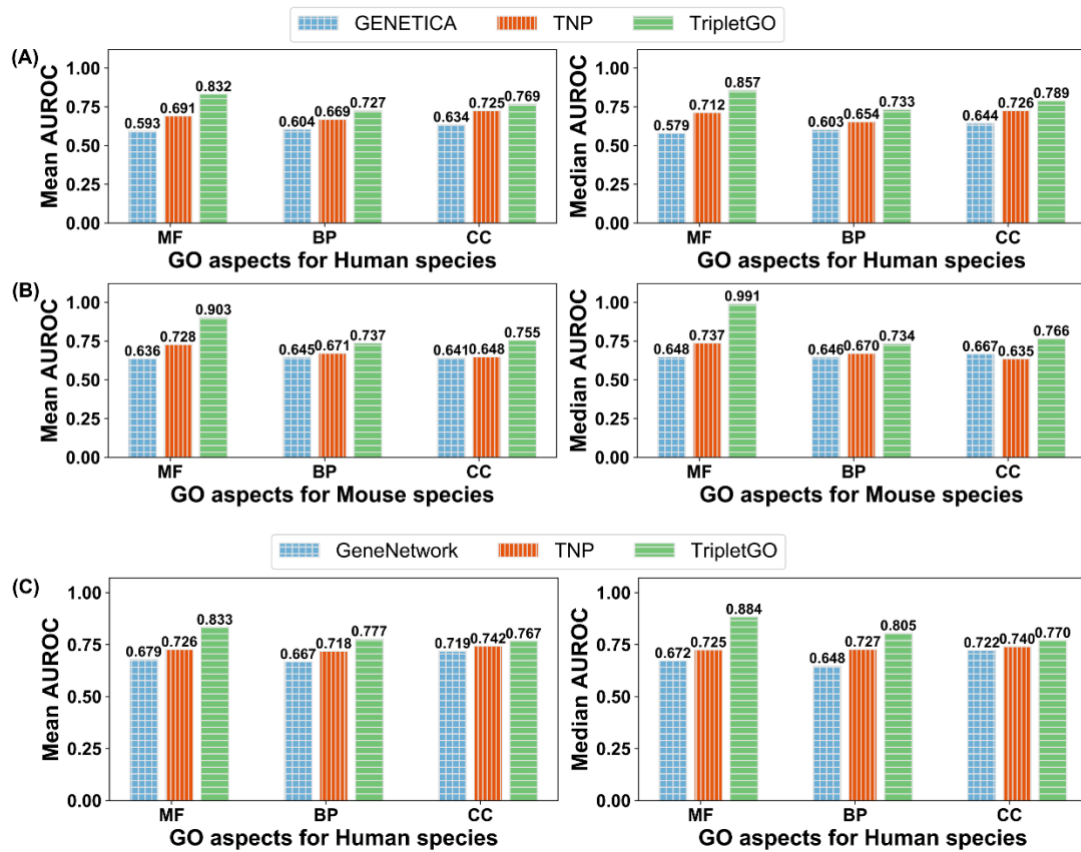 GENETICA TNP TripletGO
(A)
Mean AUROC
1.00
0.75
0.50
0.25
0.00
0.593 0.691 0.832 0.604 0.669 0.727 0.634 0.725 0.769
MF BP CC
GO aspects for Human species
Median AUROC
1.00
0.75
0.50
0.25
0.00
0.579 0.712 0.857 0.603 0.654 0.733 0.644 0.726 0.789
MF BP CC
GO aspects for Human species
(B)
Mean AUROC
1.00
0.75
0.50
0.25
0.00
0.636 0.728 0.903 0.645 0.671 0.737 0.641 0.648 0.755
MF BP CC
GO aspects for Mouse species
Median AUROC
1.00
0.75
0.50
0.25
0.00
0.648 0.737 0.991 0.646 0.670 0.734 0.667 0.635 0.766
MF BP CC
GO aspects for Mouse species
GeneNetwork TNP TripletGO
(C)
Mean AUROC
1.00
0.75
0.50
0.25
0.00
0.679 0.726 0.833 0.667 0.718 0.777 0.719 0.742 0.767
MF BP CC
GO aspects for Human species
Median AUROC
1.00
0.75
0.50
0.25
0.00
0.672 0.725 0.884 0.648 0.727 0.805 0.722 0.740 0.770
MF BP CC
GO aspects for Human species